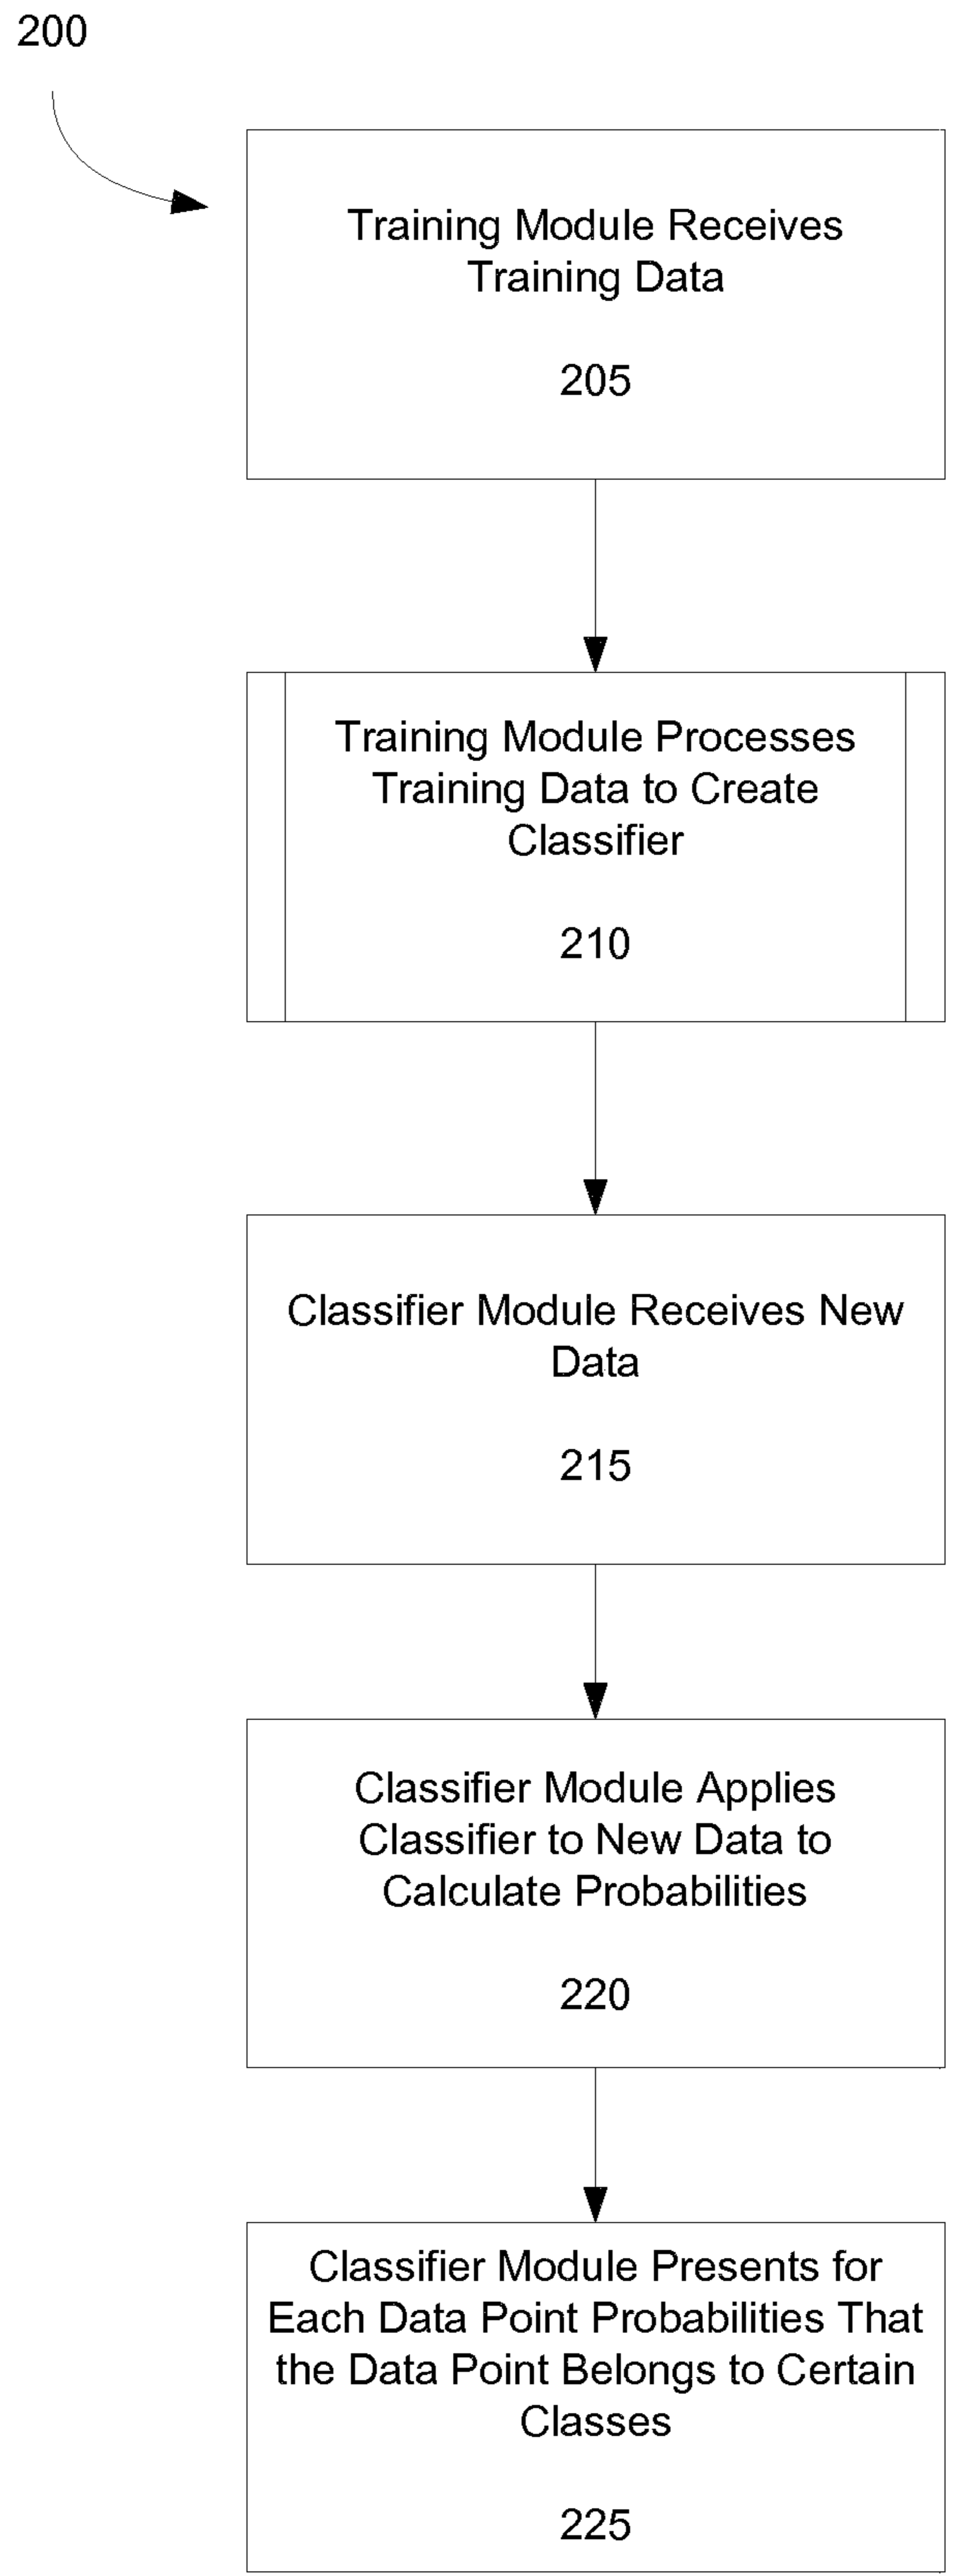 200
Training Module Receives
Training Data
205
Training Module Processes
Training Data to Create
Classifier
210
Classifier Module Receives New
Data
215
Classifier Module Applies
Classifier to New Data to
Calculate Probabilities
220
Classifier Module Presents for
Each Data Point Probabilities That
the Data Point Belongs to Certain
Classes
225